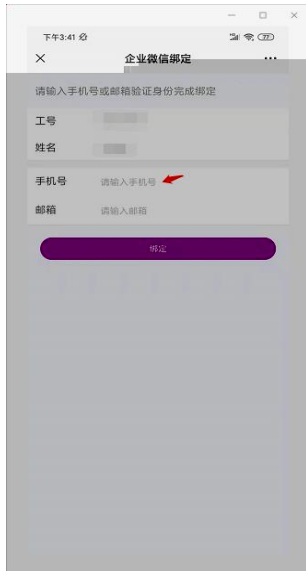 下午3:41
77
企业微信绑定
请输入手机号或邮箱验证身份完成绑定
工号
姓名
手机号 请输入手机号
邮箱 请输入邮箱
绑定